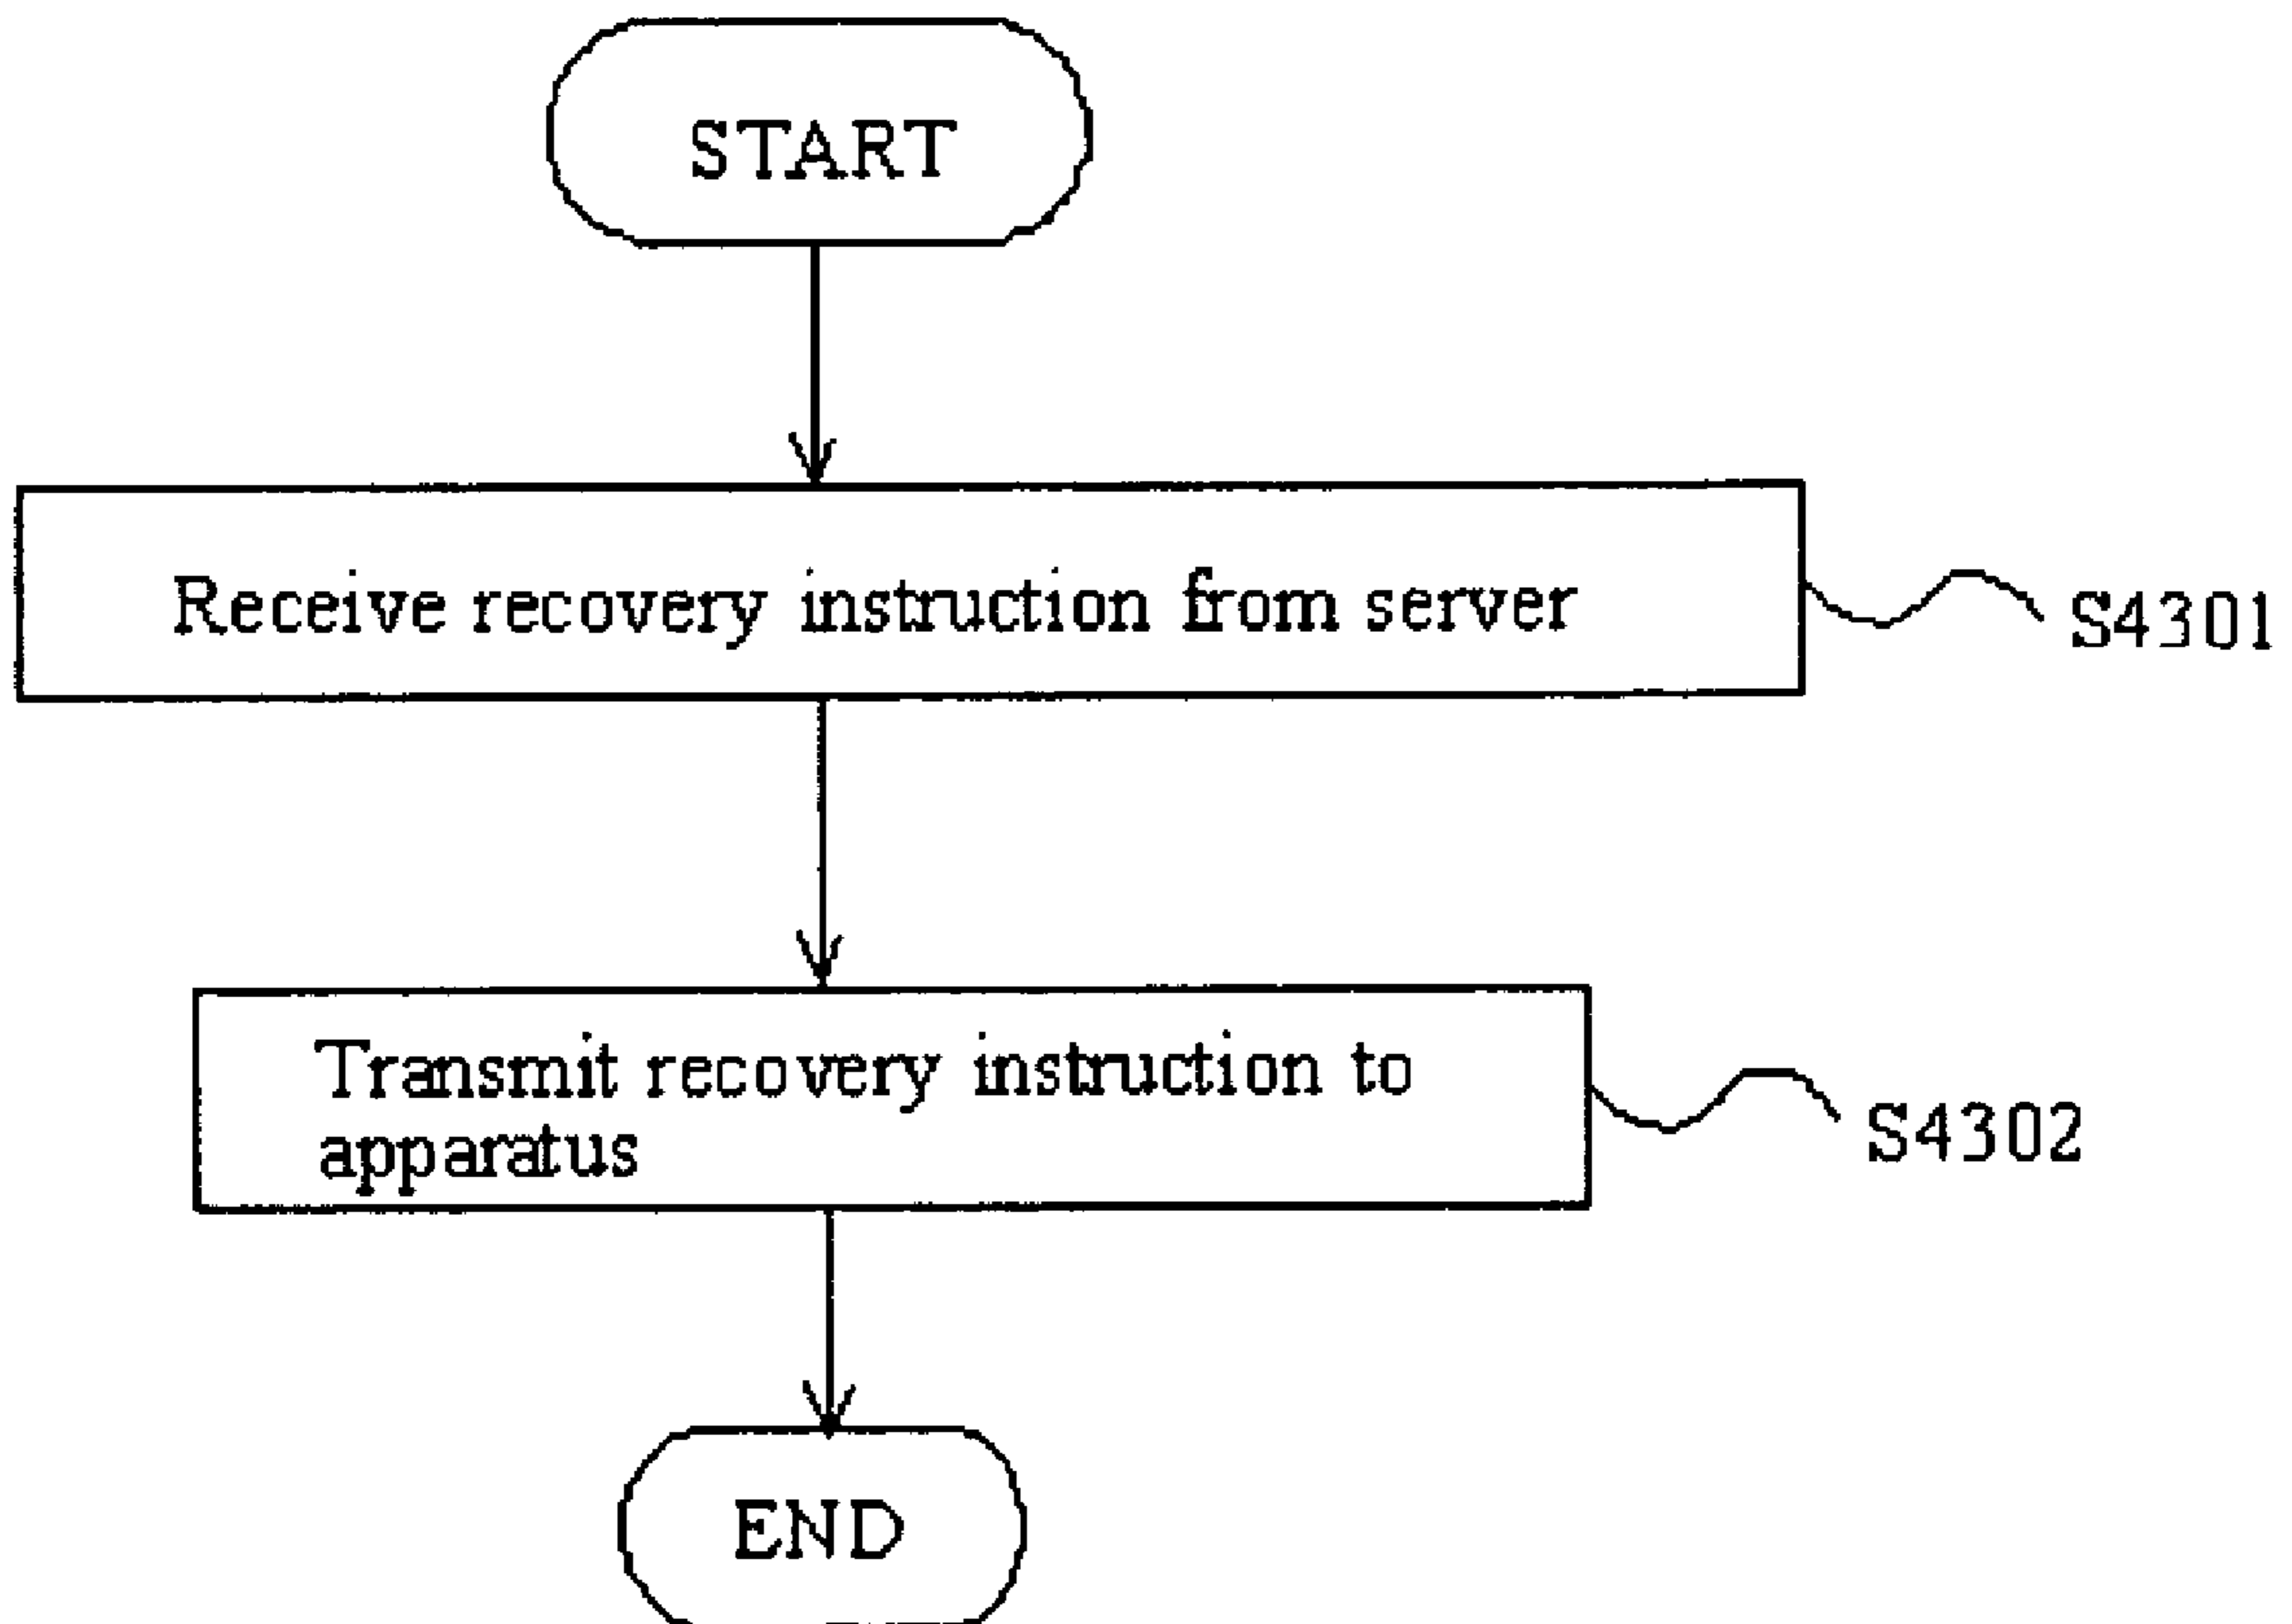 START
Receive recovery instruction from server
S4301
Transmit recovery instruction to
apparatus
S4302
END